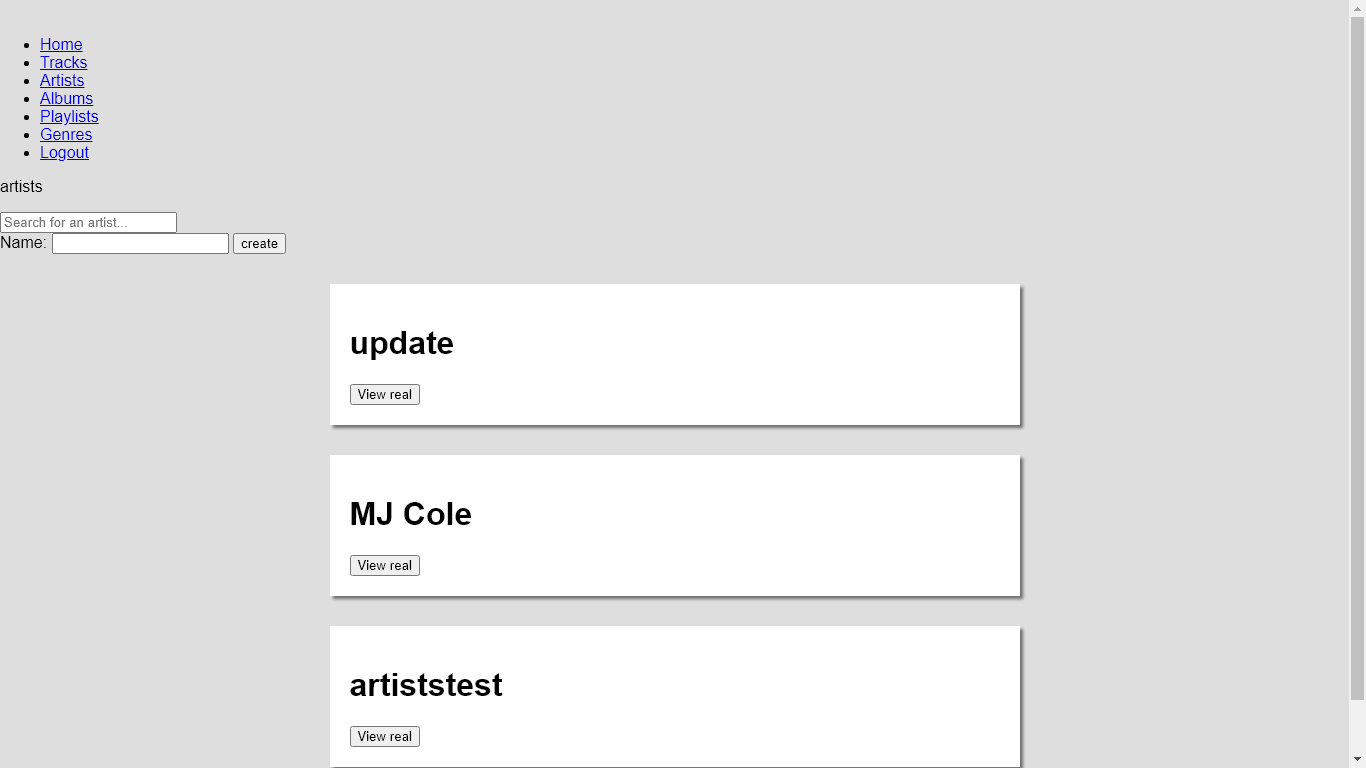 Home
Tracks
Artists
Albums
Playlists
Genres
Logout
artists
Search for an artist...
Name: create
update
View real
MJ Cole
View real
artiststest
View real